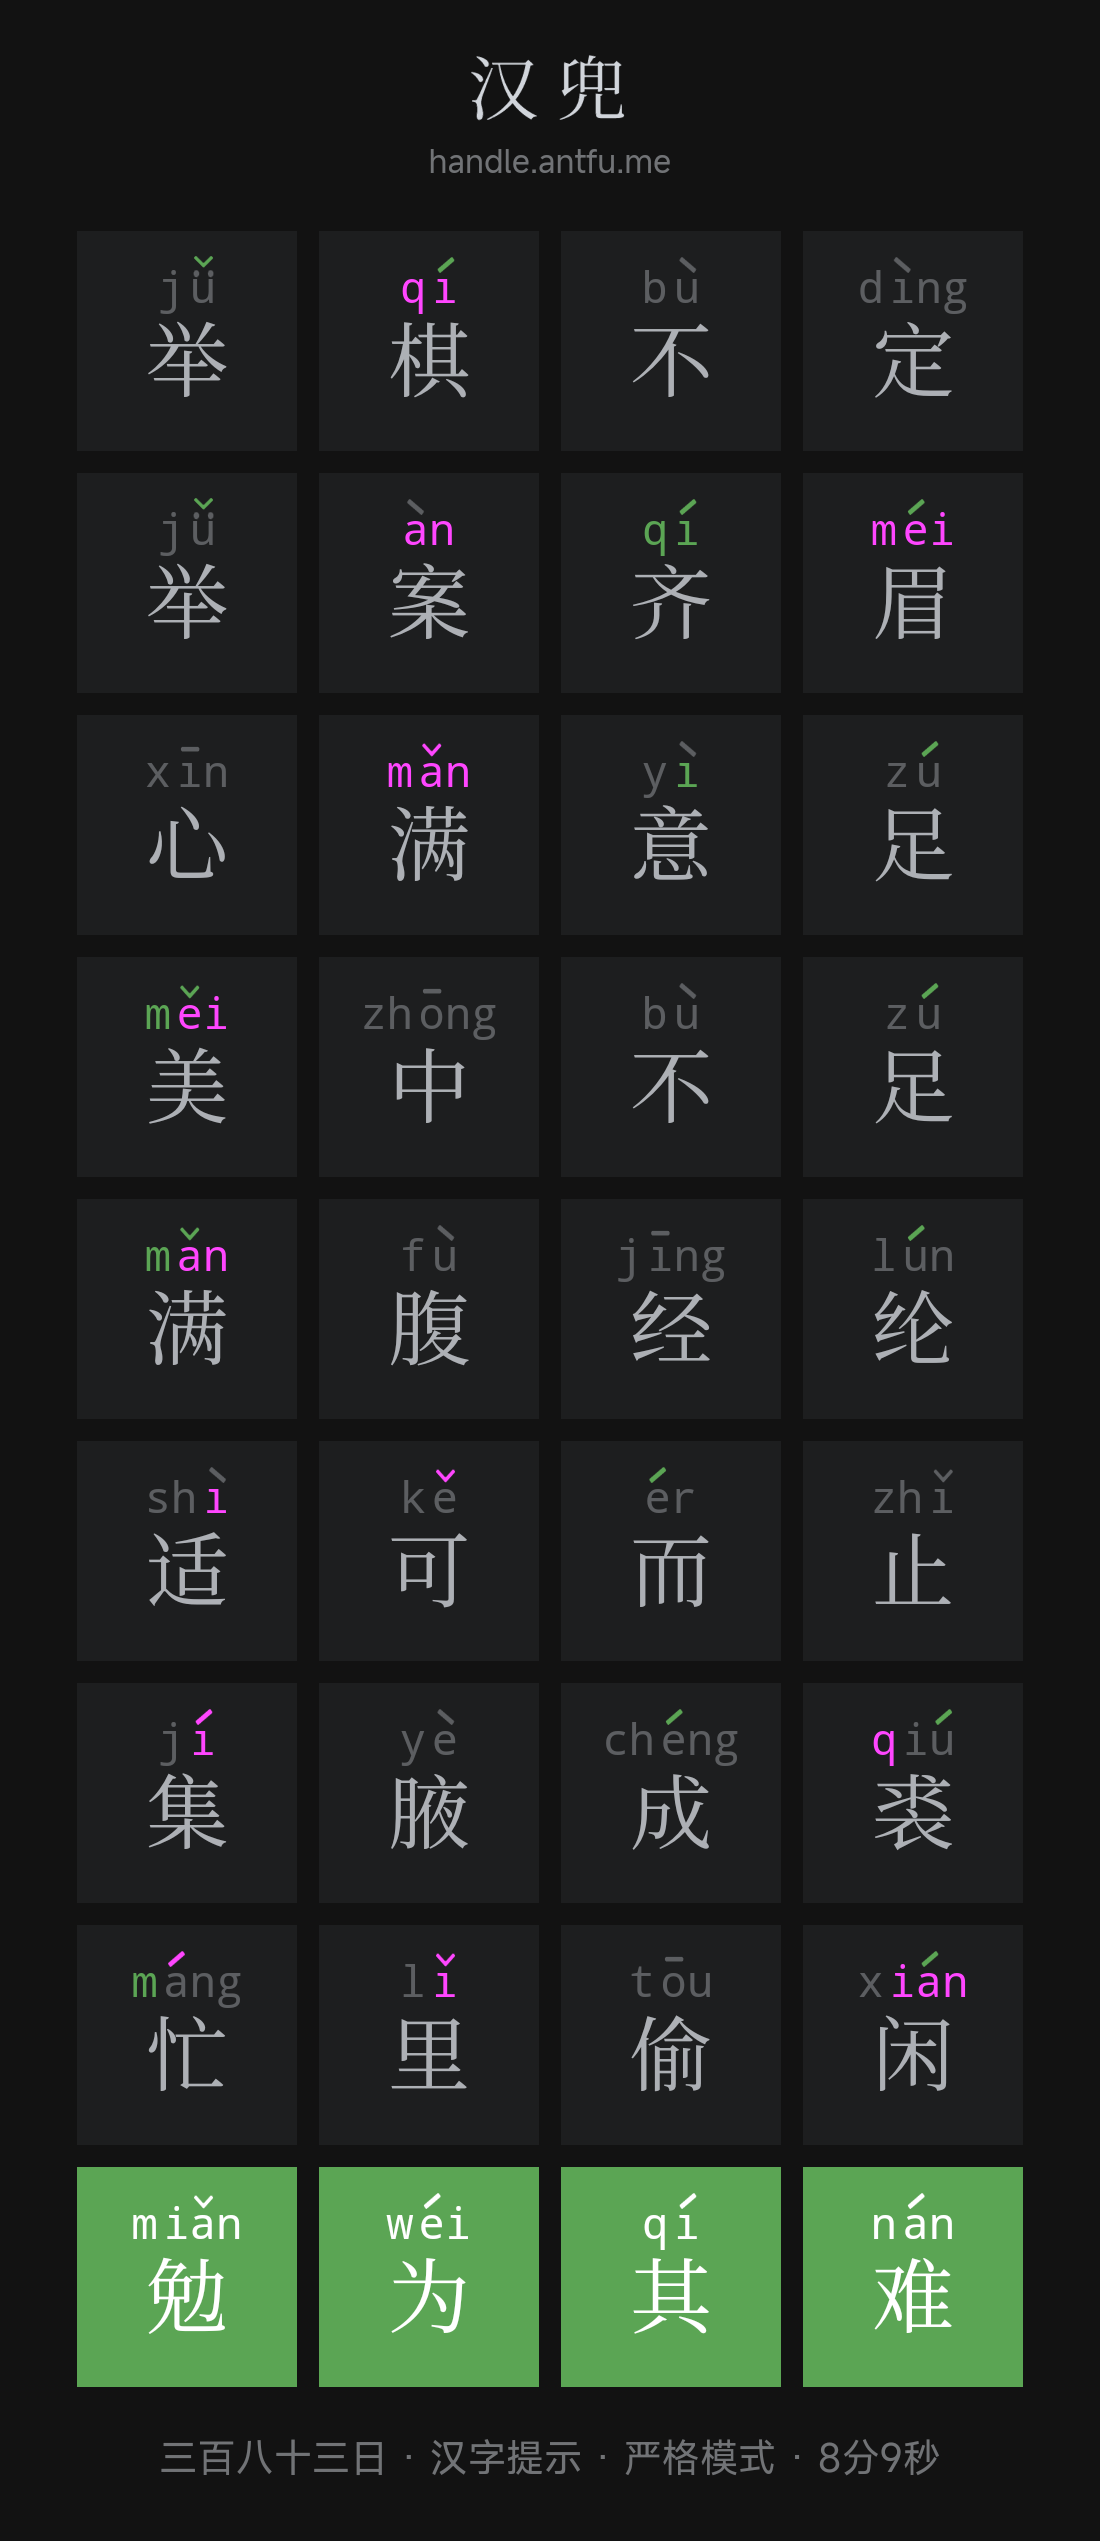 汉兜
handle.antfu.me
jǚ qí bù dìng
举 棋 不 定
jǚ àn qí méi
举 案 齐 眉
xīn mǎn yì zú
心 满 意 足
měi zhōng bù zú
美 中 不 足
mǎn fù jīng lún
满 腹 经 纶
shì kě ér zhǐ
适 可 而 止
jí yè chéng qiú
集 腋 成 裘
máng lǐ tōu xián
忙 里 偷 闲
miǎn wéi qí nán
勉 为 其 难
三百八十三日 · 汉字提示 · 严格模式 · 8分9秒